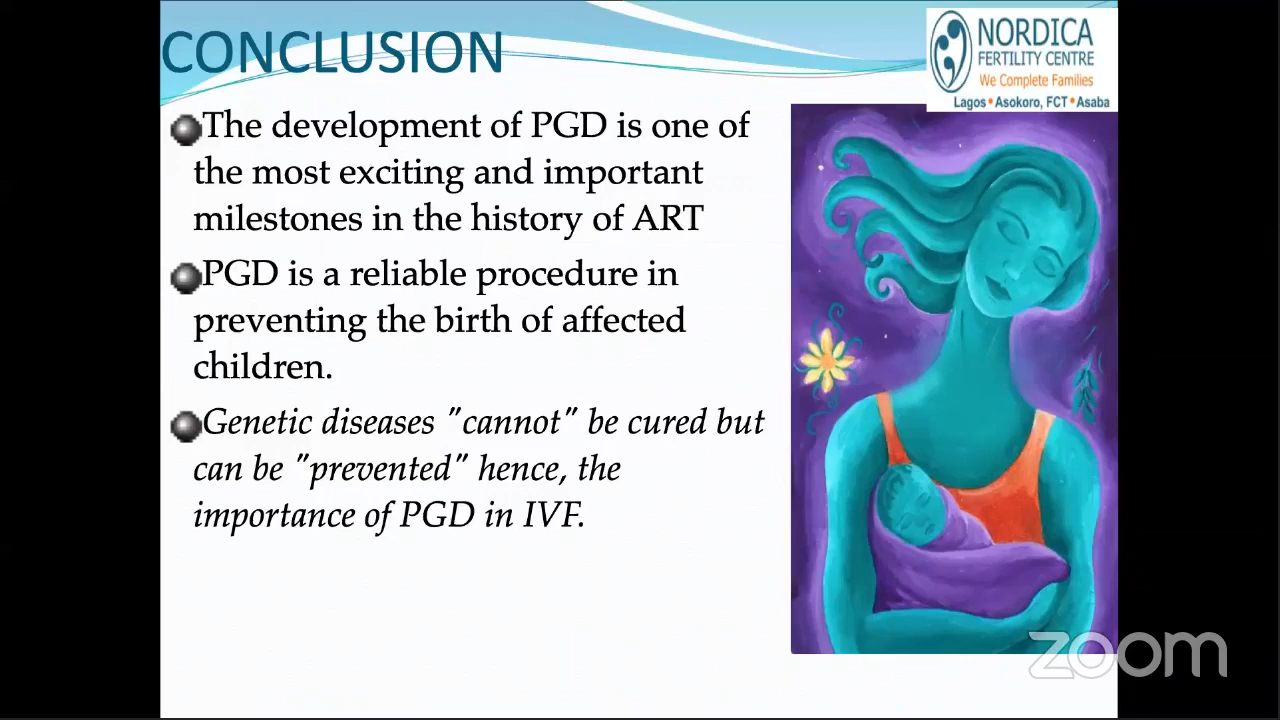 CONCLUSION
NORDICA
FERTILITY CENTRE
We Complete Families
Lagos • Asokoro, FCT • Asaba
The development of PGD is one of
the most exciting and important
milestones in the history of ART
PGD is a reliable procedure in
preventing the birth of affected
children.
Genetic diseases "cannot" be cured but
can be "prevented" hence, the
importance of PGD in IVF.
zoom